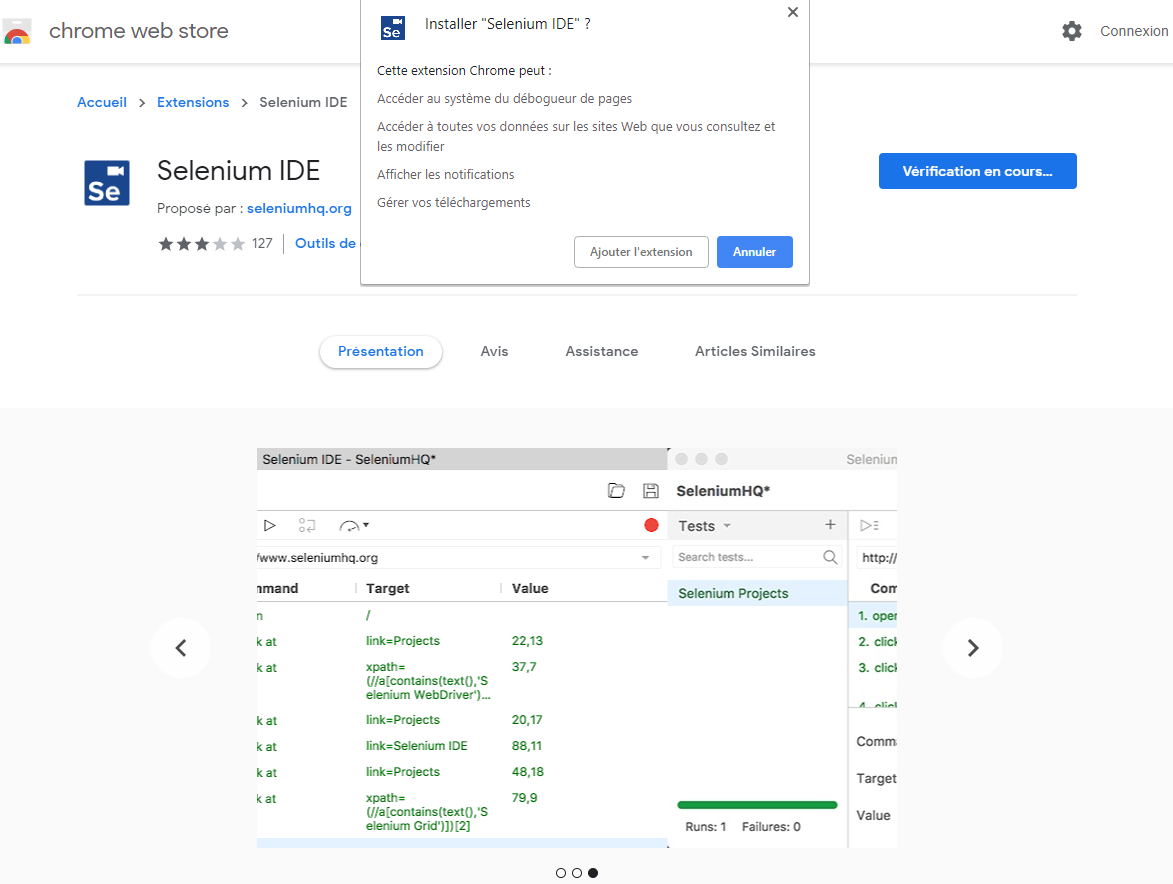 chrome web store
Connexion
Se
Installer "Selenium IDE" ?
Cette extension Chrome peut :
Accéder au système du débogueur de pages
Accéder à toutes vos données sur les sites Web que vous consultez et
les modifier
Afficher les notifications
Gérer vos téléchargements
Ajouter l'extension
Annuler
Accueil > Extensions > Selenium IDE
Se
Selenium IDE
Proposé par : seleniumhq.org
127
Outils de
Vérification en cours...
Présentation
Avis
Assistance
Articles Similaires
Selenium IDE - SeleniumHQ*
/www.seleniumhq.org
mmand Target Value
n /
k at link=Projects 22,13
k at xpath= 37,7
(//a[contains(text(),'S
elenium WebDriver')...
k at link=Projects 20,17
k at link=Selenium IDE 88,11
k at link=Projects 48,18
k at xpath= 79,9
(//a[contains(text(),'S
elenium Grid')])[2]
Selenium
SeleniumHQ*
Tests
Search tests...
Selenium Projects
Runs: 1 Failures: 0
http://
Com
1. open
2. click
3. click
4. click
Comma
Target
Value